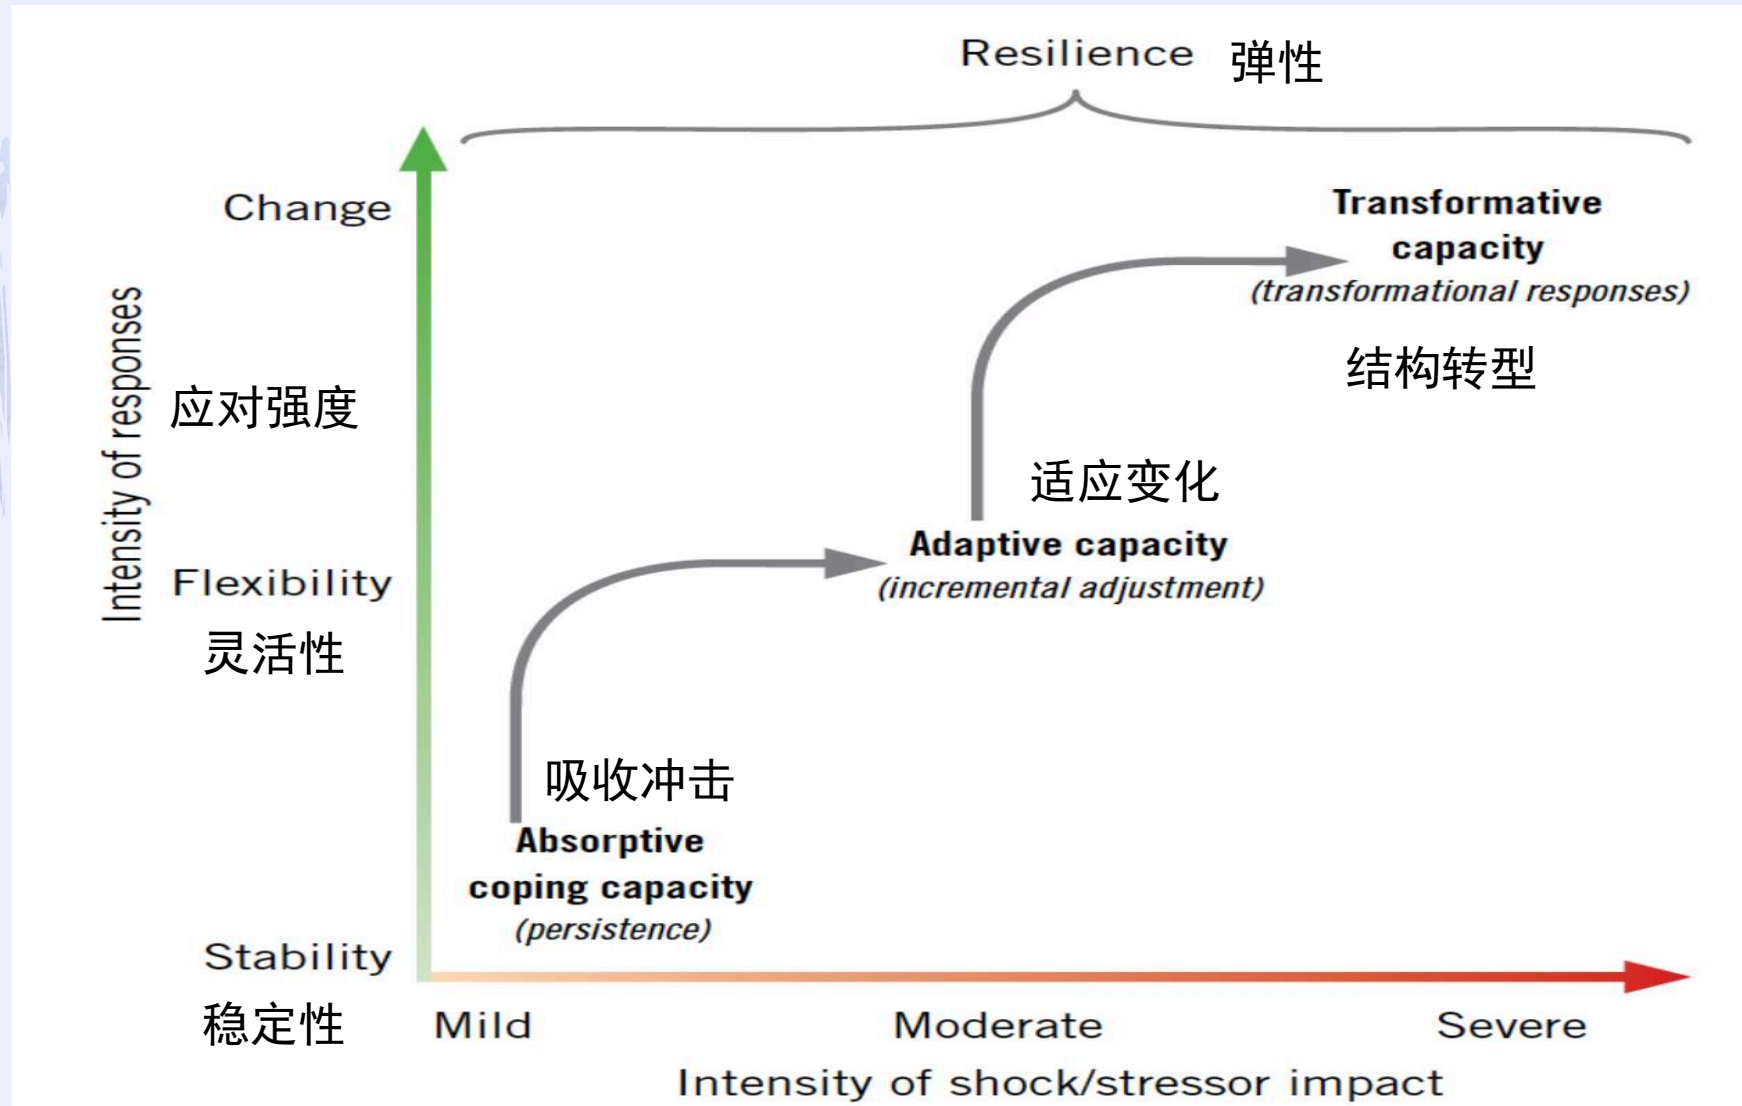 Resilience 弹性
Change
Transformative
capacity
(transformational responses)
结构转型
Intensity of responses
应对强度
适应变化
Adaptive capacity
(incremental adjustment)
Flexibility
灵活性
吸收冲击
Absorptive
coping capacity
(persistence)
Stability
稳定性
Mild
Moderate
Severe
Intensity of shock/stressor impact